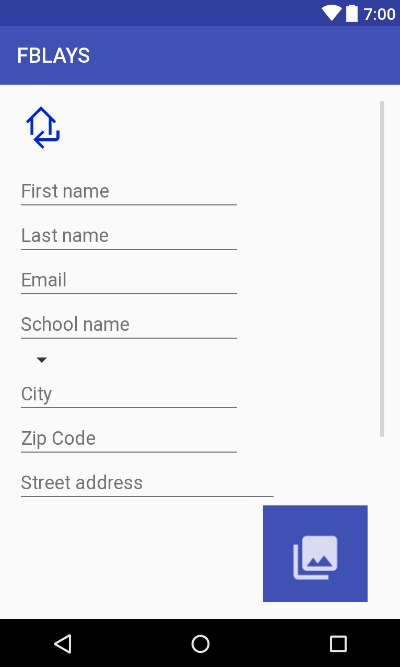 7:00
FBLAYS
First name
Last name
Email
School name
City
Zip Code
Street address